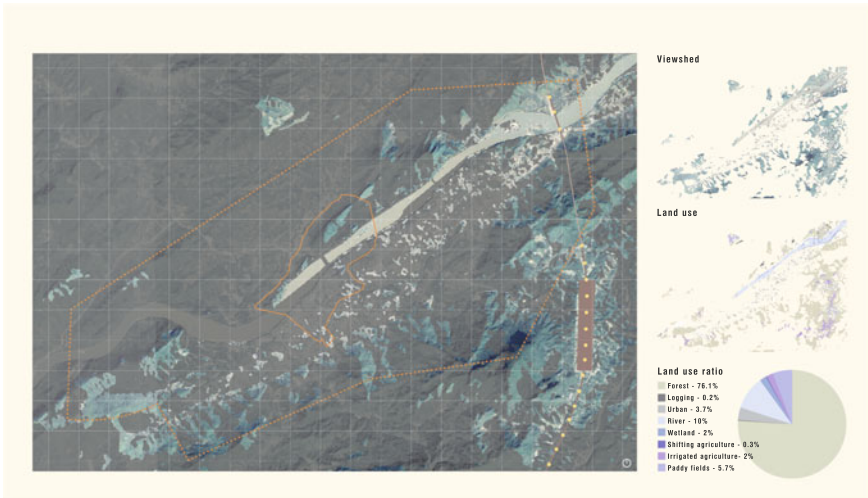 Viewshed
Land use
Land use ratio
Forest - 76.1%
Logging - 0.2%
Urban - 3.7%
River - 10%
Wetland - 2%
Shifting agriculture - 0.3%
Irrigated agriculture- 2%
Paddy fields - 5.7%